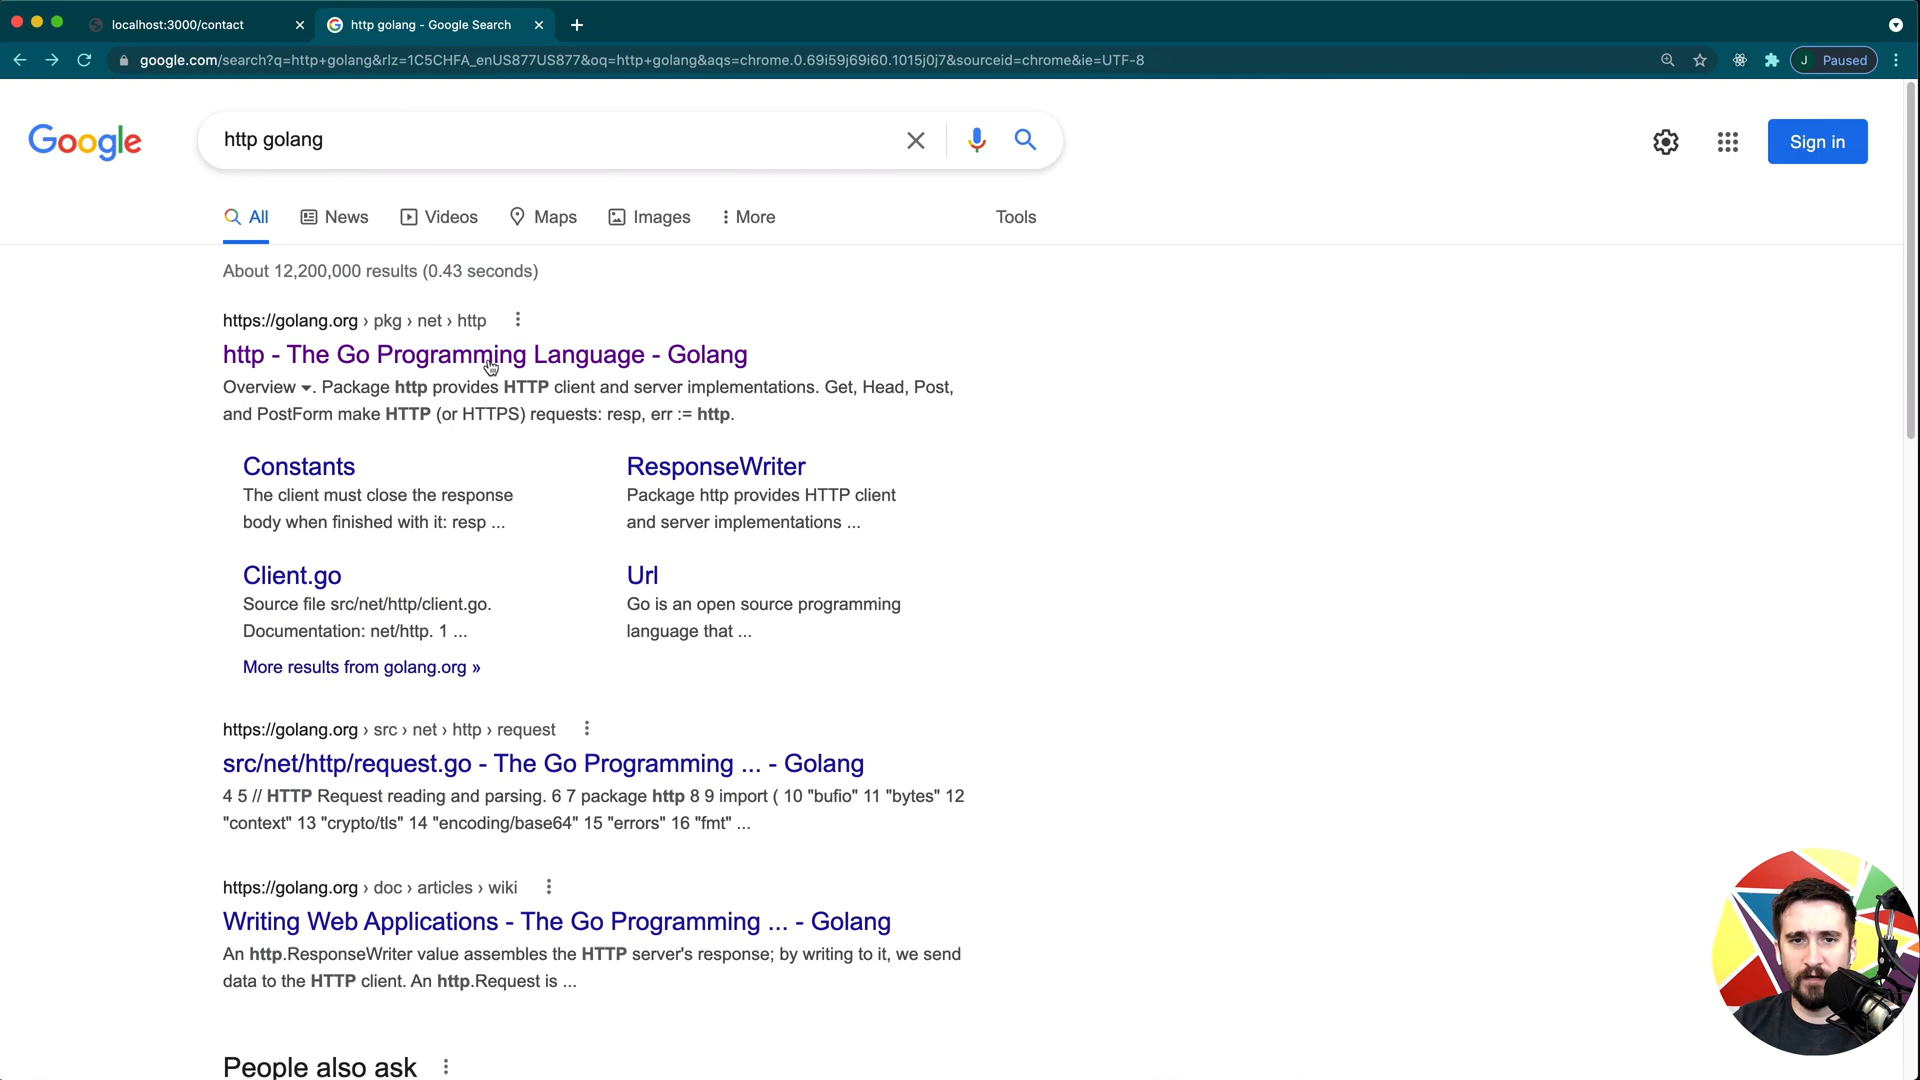 localhost:3000/contact
http golang - Google Search
google.com/search?q=http+golang&rlz=1C5CHFA_enUS877US877&oq=http+golang&aqs=chrome.0.69i59j69i60.1015j0j7&sourceid=chrome&ie=UTF-8
J Paused
Google
http golang
Sign in
All News Videos Maps Images More Tools
About 12,200,000 results (0.43 seconds)
https://golang.org › pkg › net › http
http - The Go Programming Language - Golang
Overview ▾. Package http provides HTTP client and server implementations. Get, Head, Post,
and PostForm make HTTP (or HTTPS) requests: resp, err := http.
Constants
The client must close the response
body when finished with it: resp ...
ResponseWriter
Package http provides HTTP client
and server implementations ...
Client.go
Source file src/net/http/client.go.
Documentation: net/http. 1 ...
Url
Go is an open source programming
language that ...
More results from golang.org »
https://golang.org › src › net › http › request
src/net/http/request.go - The Go Programming ... - Golang
4 5 // HTTP Request reading and parsing. 6 7 package http 8 9 import ( 10 "bufio" 11 "bytes" 12
"context" 13 "crypto/tls" 14 "encoding/base64" 15 "errors" 16 "fmt" ...
https://golang.org › doc › articles › wiki
Writing Web Applications - The Go Programming ... - Golang
An http.ResponseWriter value assembles the HTTP server's response; by writing to it, we send
data to the HTTP client. An http.Request is ...
People also ask